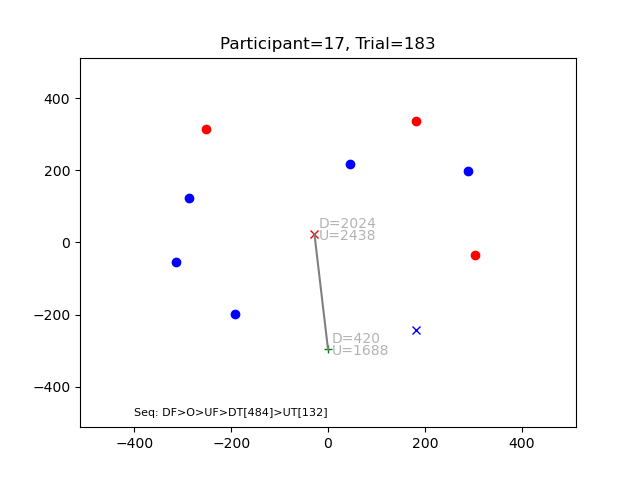 Participant=17, Trial=183
400
200
0
−200
−400
D=2024
U=2438
D=420
U=1688
Seq: DF>O>UF>DT[484]>UT[132]
−400
−200
0
200
400